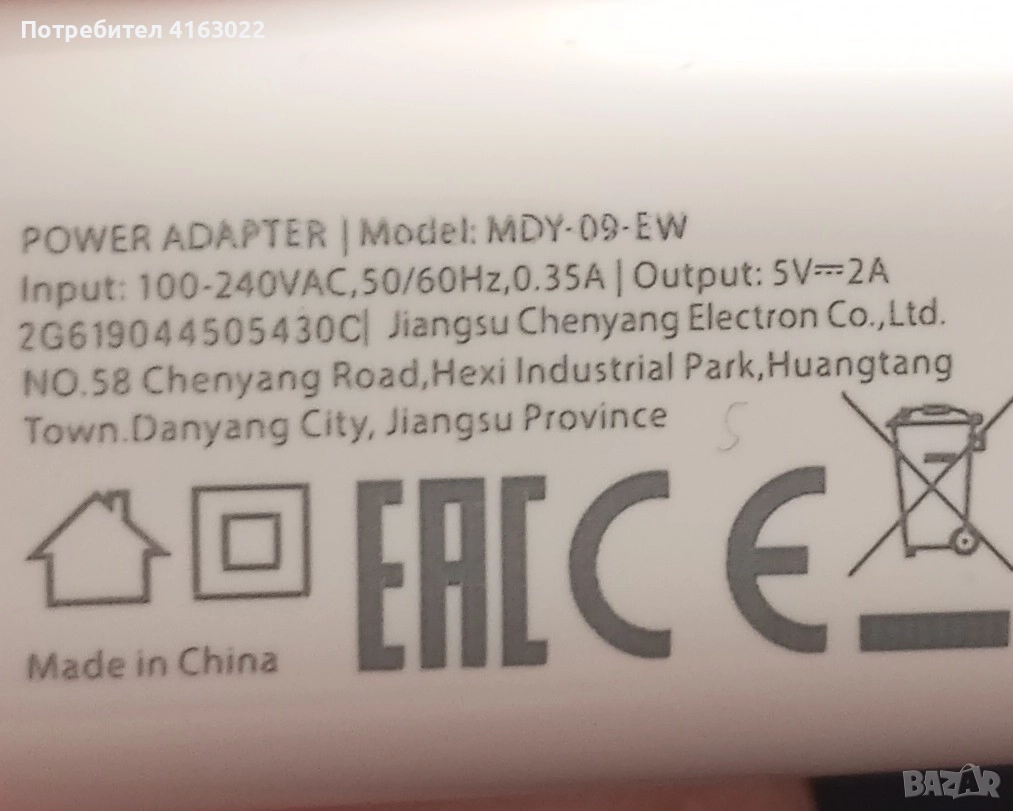 Потребител 4163022
POWER ADAPTER | Model: MDY-09-EW
Input: 100-240VAC,50/60Hz,0.35A | Output: 5V⎓2A
2G619044505430C| Jiangsu Chenyang Electron Co.,Ltd.
NO.58 Chenyang Road,Hexi Industrial Park,Huangtang
Town.Danyang City, Jiangsu Province
EAC CE
Made in China
BAZAR